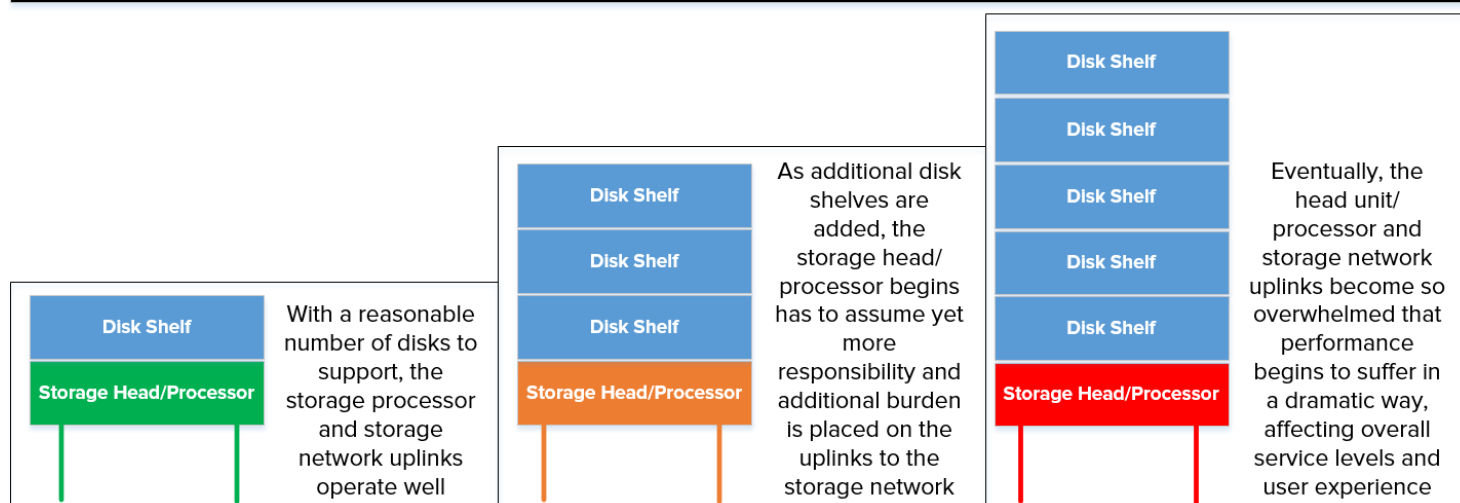 Disk Shelf
Storage Head/Processor
With a reasonable
number of disks to
support, the
storage processor
and storage
network uplinks
operate well
Disk Shelf
Disk Shelf
Disk Shelf
Storage Head/Processor
As additional disk
shelves are
added, the
storage head/
processor begins
has to assume yet
more
responsibility and
additional burden
is placed on the
uplinks to the
storage network
Disk Shelf
Disk Shelf
Disk Shelf
Disk Shelf
Disk Shelf
Storage Head/Processor
Eventually, the
head unit/
processor and
storage network
uplinks become so
overwhelmed that
performance
begins to suffer in
a dramatic way,
affecting overall
service levels and
user experience